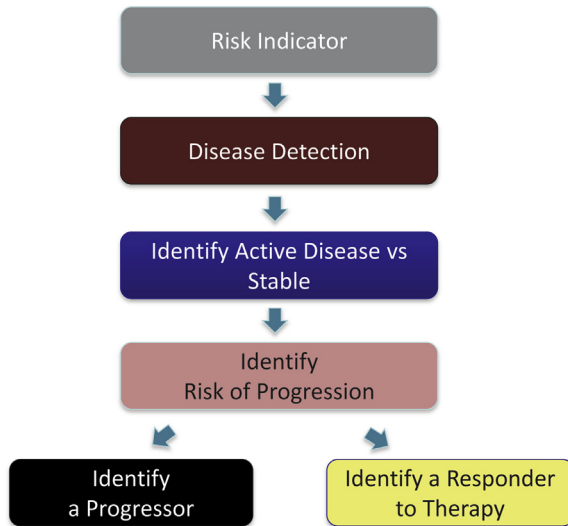 Risk Indicator
Disease Detection
Identify Active Disease vs
Stable
Identify
Risk of Progression
Identify
a Progressor
Identify a Responder
to Therapy